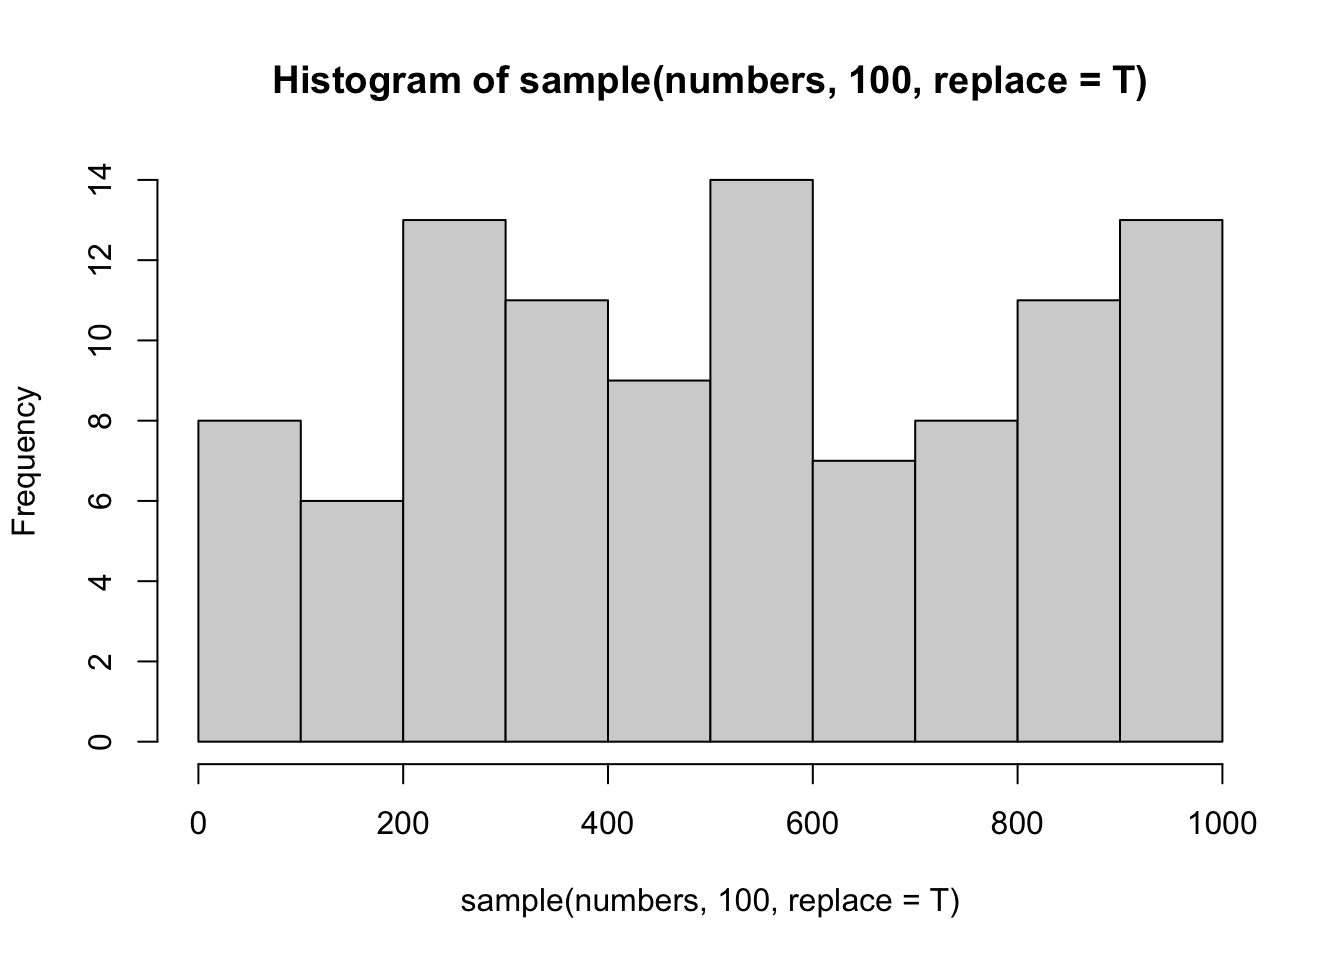 Histogram of sample(numbers, 100, replace = T)
14
12
10
8
6
4
2
0
Frequency
0 200 400 600 800 1000
sample(numbers, 100, replace = T)